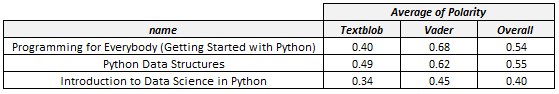 Average of Polarity
name Textblob Vader Overall
Programming for Everybody (Getting Started with Python) 0.40 0.68 0.54
Python Data Structures 0.49 0.62 0.55
Introduction to Data Science in Python 0.34 0.45 0.40